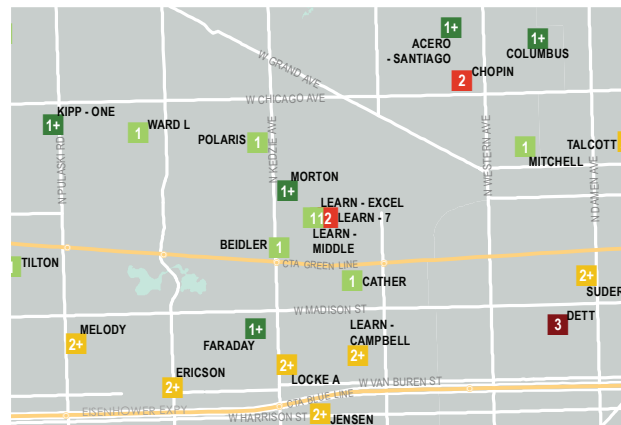 1+
1+
ACERO
- SANTIAGO
COLUMBUS
W GRAND AVE
2
CHOPIN
W CHICAGO AVE
KIPP - ONE
1+
1
WARD L
POLARIS
1
N KEDZIE AVE
N PULASKI RD
N WESTERN AVE
1
MITCHELL
TALCOTT
N DAMEN AVE
MORTON
1+
LEARN - EXCEL
1 1 2
LEARN - 7
LEARN -
MIDDLE
BEIDLER
1
CTA GREEN LINE
1
TILTON
1
CATHER
2+
SUDER
W MADISON ST
MELODY
2+
1+
FARADAY
LEARN -
CAMPBELL
2+
3
DETT
ERICSON
2+
2+
LOCKE A
W VAN BUREN ST
CTA BLUE LINE
EISENHOWER EXPY
W HARRISON ST
2+
JENSEN